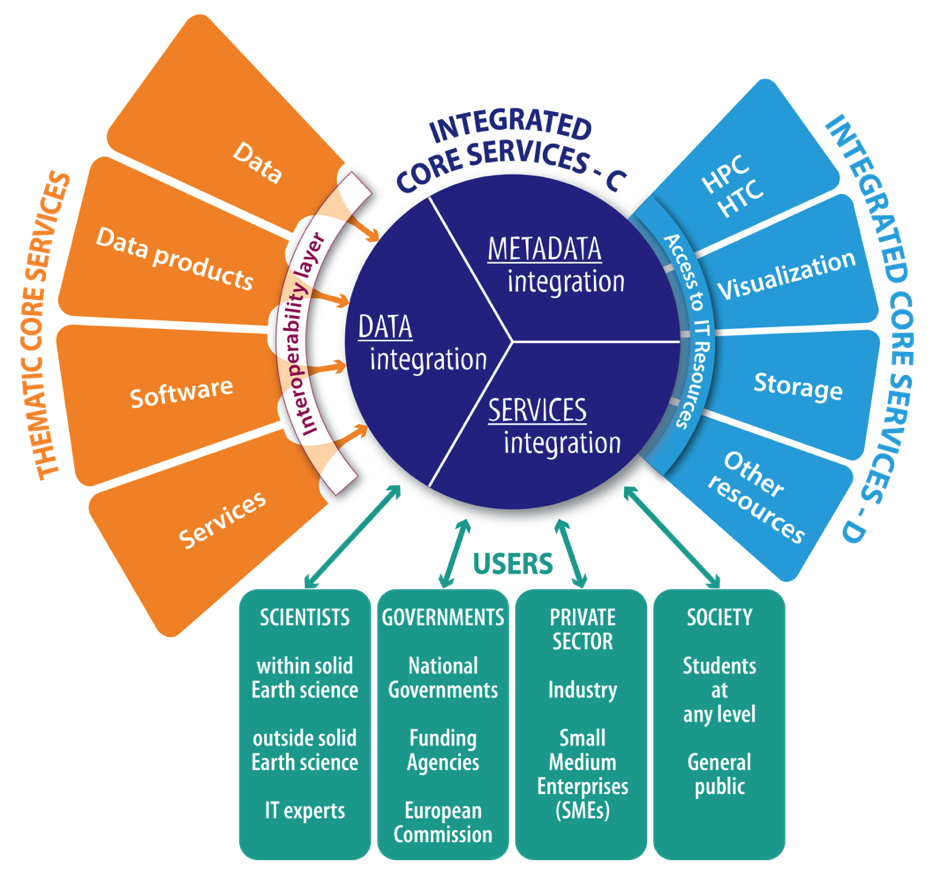 THEMATIC CORE SERVICES
Data
Data products
Software
Services
Interoperability layer
INTEGRATED
CORE SERVICES - C
DATA
integration
METADATA
integration
SERVICES
integration
Access to IT Resources
HPC
HTC
Visualization
Storage
Other
resources
INTEGRATED CORE SERVICES - D
USERS
SCIENTISTS
within solid
Earth science
outside solid
Earth science
IT experts
GOVERNMENTS
National
Governments
Funding
Agencies
European
Commission
PRIVATE
SECTOR
Industry
Small
Medium
Enterprises
(SMEs)
SOCIETY
Students
at
any level
General
public